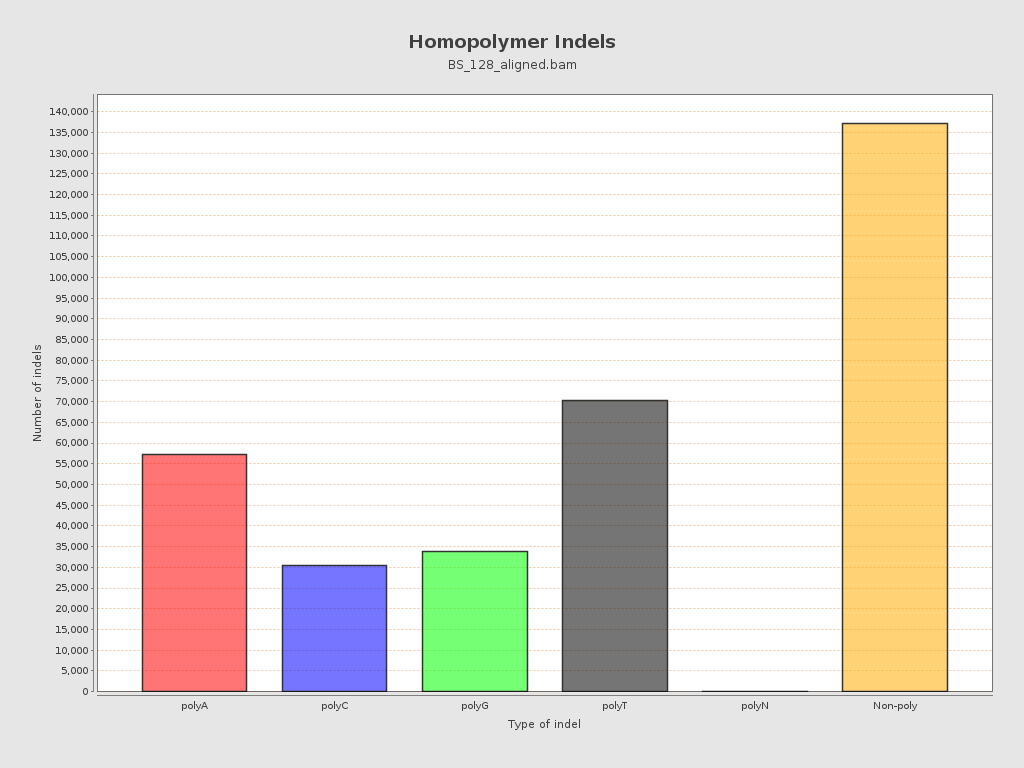 Homopolymer Indels
BS_128_aligned.bam
140,000
135,000
130,000
125,000
120,000
115,000
110,000
105,000
100,000
95,000
90,000
85,000
80,000
75,000
70,000
65,000
60,000
55,000
50,000
45,000
40,000
35,000
30,000
25,000
20,000
15,000
10,000
5,000
0
Number of indels
polyA
polyC
polyG
polyT
polyN
Non-poly
Type of indel